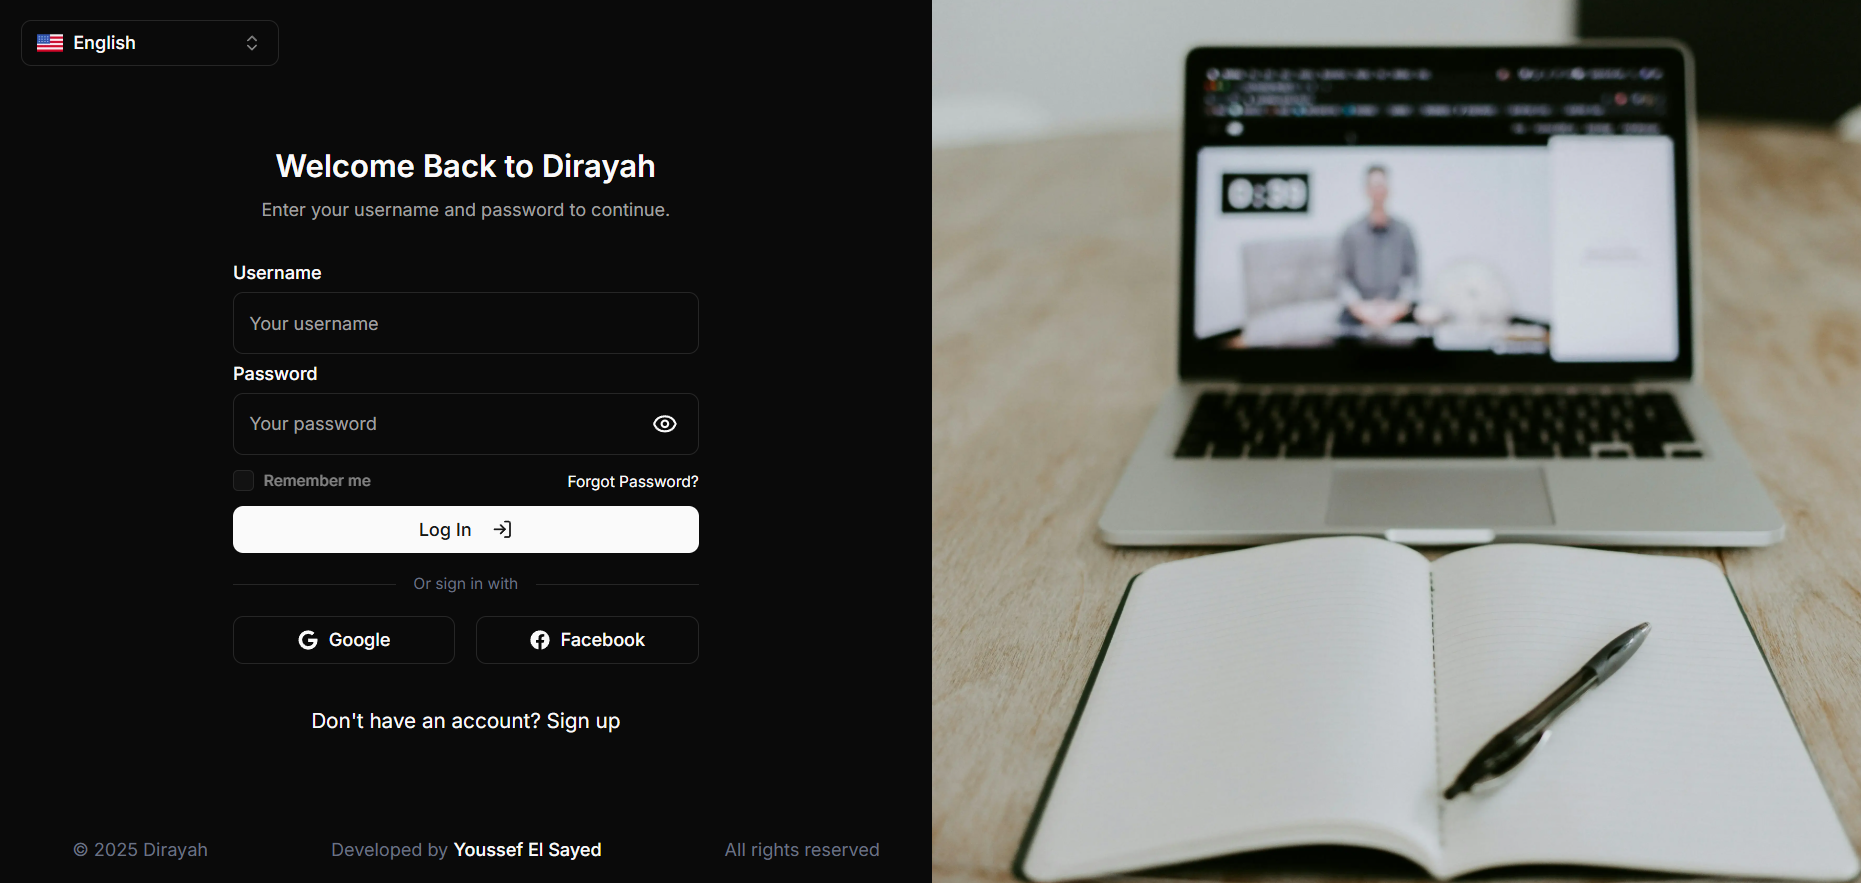 English
Welcome Back to Dirayah
Enter your username and password to continue.
Username
Your username
Password
Your password
Remember me
Forgot Password?
Log In
Or sign in with
Google
Facebook
Don't have an account? Sign up
© 2025 Dirayah
Developed by Youssef El Sayed
All rights reserved
0:39